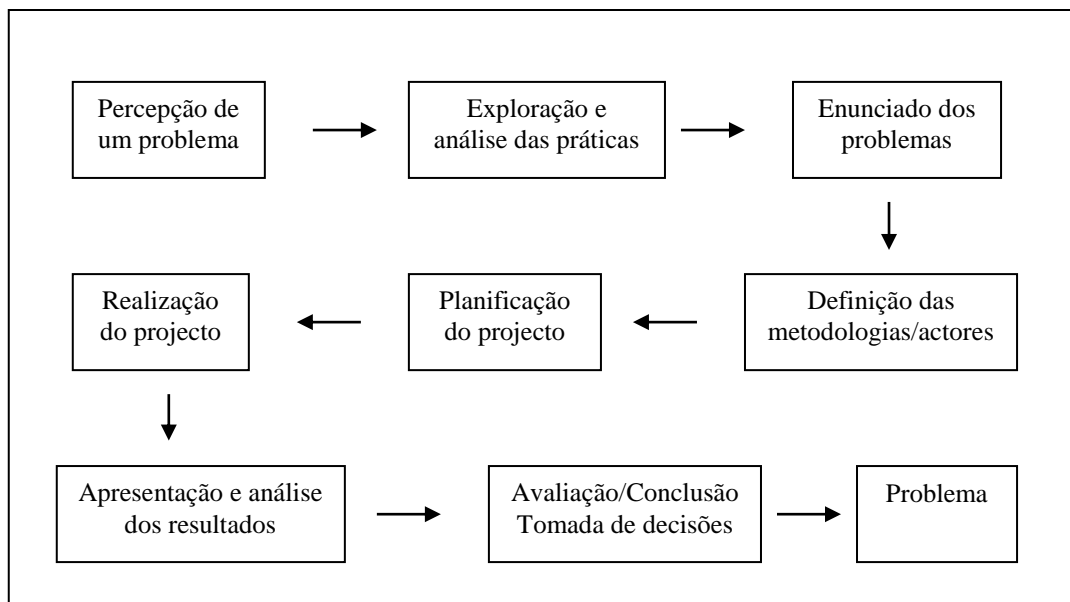 Percepção de
um problema
Exploração e
análise das práticas
Enunciado dos
problemas
Definição das
metodologias/actores
Planificação
do projecto
Realização
do projecto
Apresentação e análise
dos resultados
Avaliação/Conclusão
Tomada de decisões
Problema